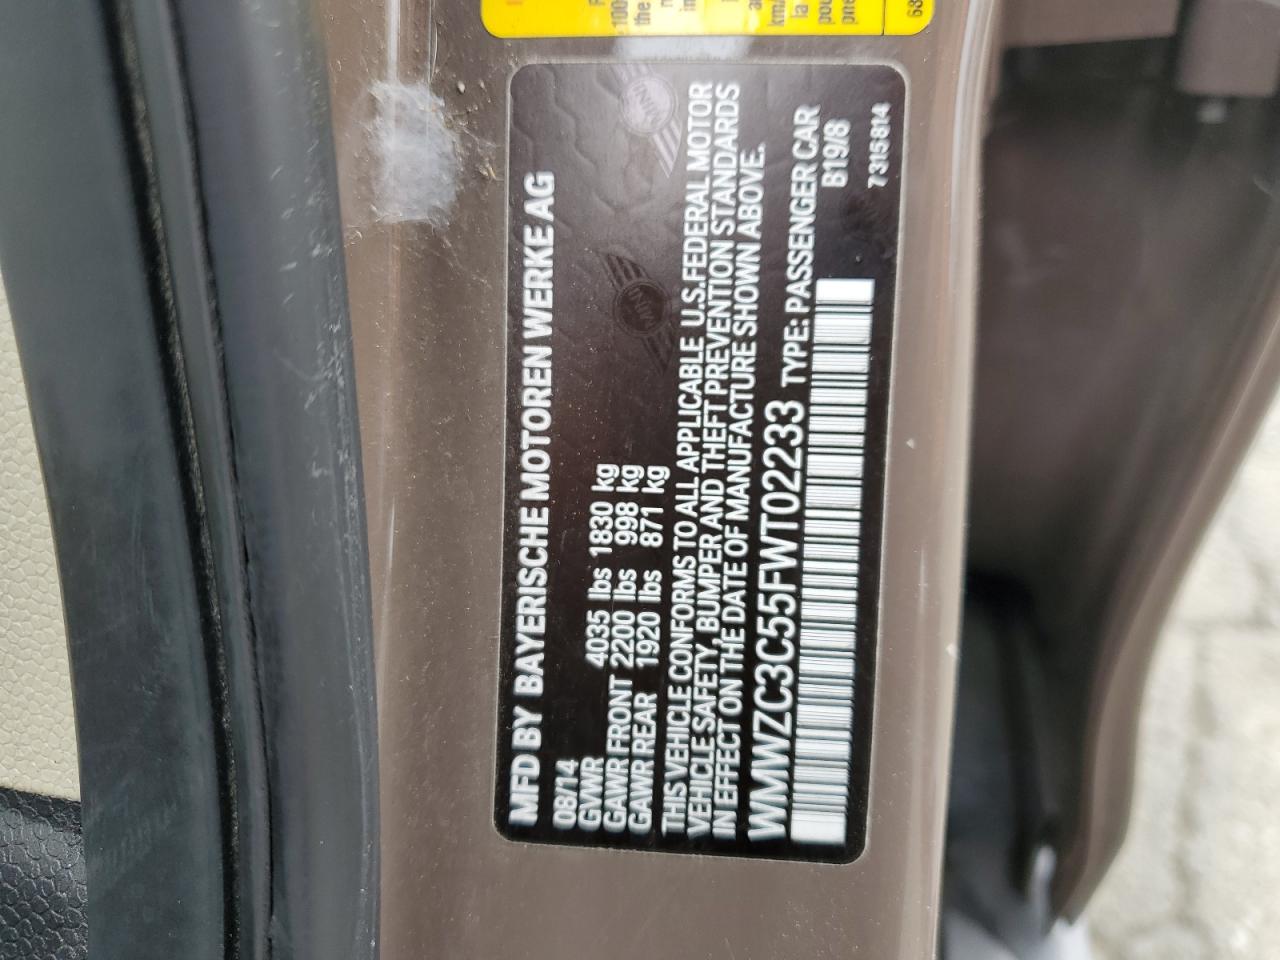 MFD BY BAYERISCHE MOTOREN WERKE AG
08/14
GVWR 4035 lbs 1830 kg
GAWR FRONT 2200 lbs 998 kg
GAWR REAR 1920 lbs 871 kg
THIS VEHICLE CONFORMS TO ALL APPLICABLE U.S.FEDERAL MOTOR
VEHICLE SAFETY, BUMPER AND THEFT PREVENTION STANDARDS
IN EFFECT ON THE DATE OF MANUFACTURE SHOWN ABOVE.
WMWZC3C55FWT02233 TYPE: PASSENGER CAR
B19/8
7315814
MINI
MINI